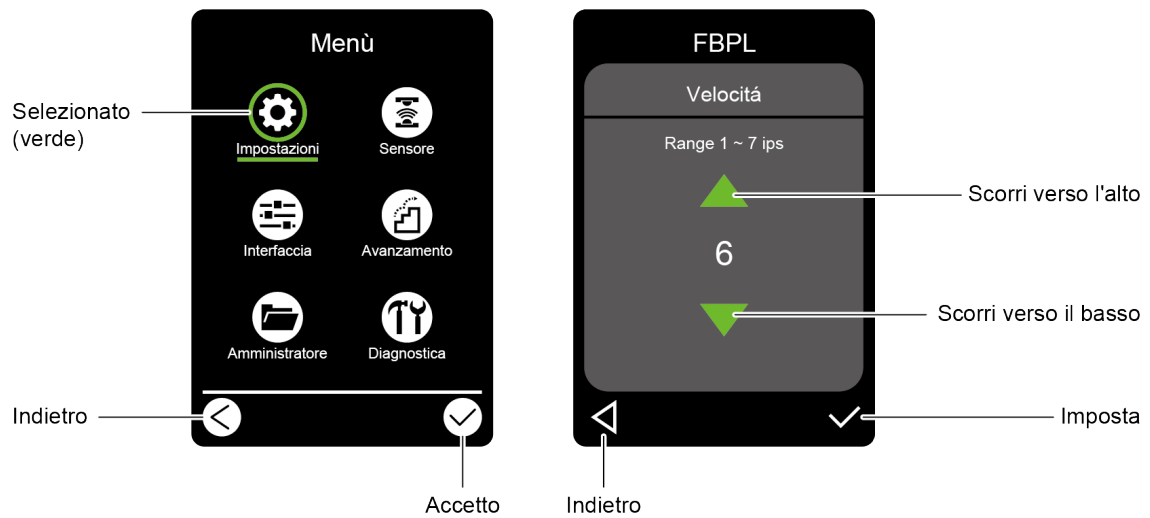 Menù
Selezionato
(verde)
Impostazioni
Sensore
Interfaccia
Avanzamento
Amministratore
Diagnostica
Indietro
Accetto
FBPL
Velocitá
Range 1 ~ 7 ips
Scorri verso l'alto
6
Scorri verso il basso
Imposta
Indietro